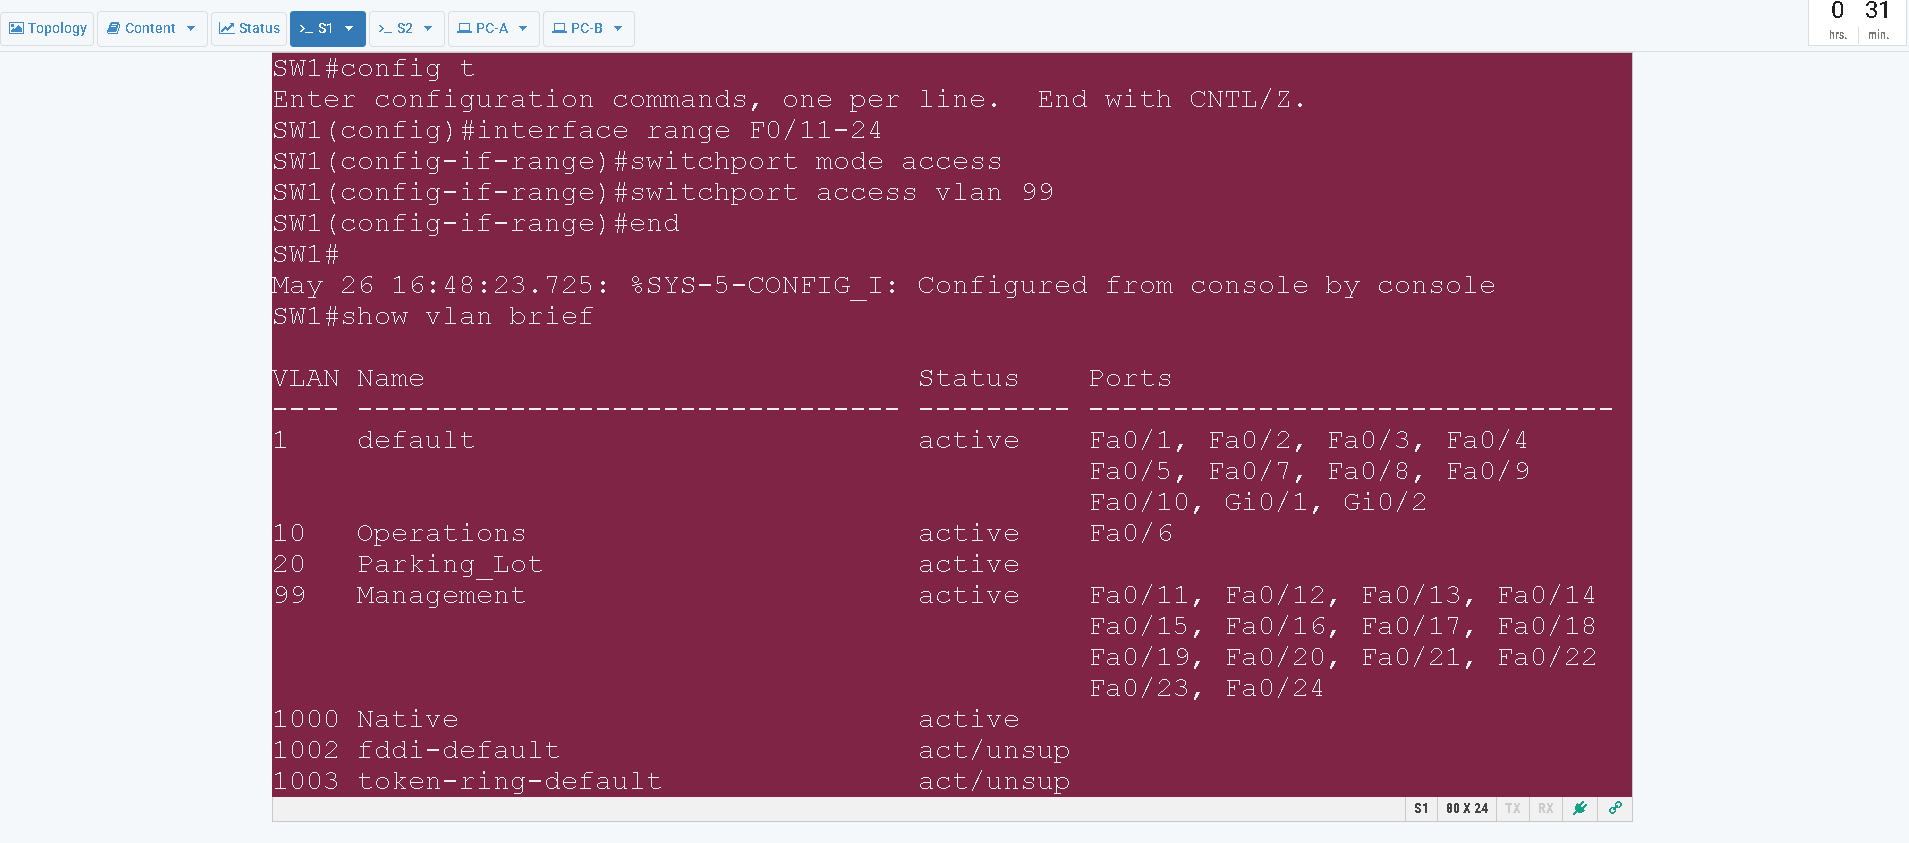 Topology Content Status >_ S1 >_ S2 PC-A PC-B
0 31
hrs. min.
SW1#config t
Enter configuration commands, one per line.  End with CNTL/Z.
SW1(config)#interface range F0/11-24
SW1(config-if-range)#switchport mode access
SW1(config-if-range)#switchport access vlan 99
SW1(config-if-range)#end
SW1#
May 26 16:48:23.725: %SYS-5-CONFIG_I: Configured from console by console
SW1#show vlan brief
VLAN Name                             Status    Ports
---- -------------------------------- --------- -------------------------------
1    default                          active    Fa0/1, Fa0/2, Fa0/3, Fa0/4
                                                Fa0/5, Fa0/7, Fa0/8, Fa0/9
                                                Fa0/10, Gi0/1, Gi0/2
10   Operations                       active    Fa0/6
20   Parking_Lot                      active
99   Management                       active    Fa0/11, Fa0/12, Fa0/13, Fa0/14
                                                Fa0/15, Fa0/16, Fa0/17, Fa0/18
                                                Fa0/19, Fa0/20, Fa0/21, Fa0/22
                                                Fa0/23, Fa0/24
1000 Native                           active
1002 fddi-default                     act/unsup
1003 token-ring-default               act/unsup
S1 80 X 24 TX RX